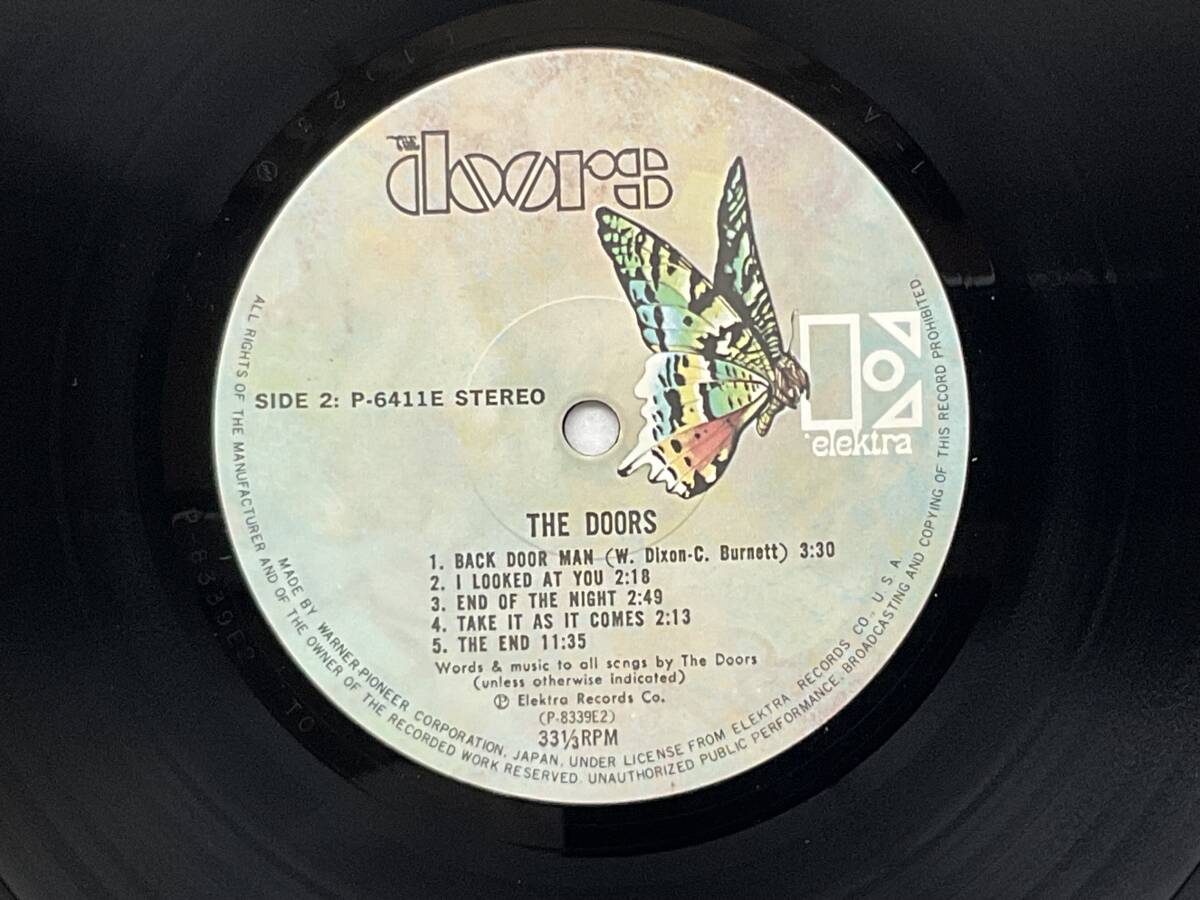 THE
doors
elektra
SIDE 2: P-6411E STEREO
THE DOORS
1. BACK DOOR MAN (W. Dixon-C. Burnett) 3:30
2. I LOOKED AT YOU 2:18
3. END OF THE NIGHT 2:49
4. TAKE IT AS IT COMES 2:13
5. THE END 11:35
Words & music to all songs by The Doors
(unless otherwise indicated)
Ⓟ Elektra Records Co.
(P-8339E2)
33⅓RPM
MADE BY WARNER-PIONEER CORPORATION, JAPAN, UNDER LICENSE FROM ELEKTRA RECORDS CO., U.S.A.
ALL RIGHTS OF THE MANUFACTURER AND OF THE OWNER OF THE RECORDED WORK RESERVED. UNAUTHORIZED PUBLIC PERFORMANCE, BROADCASTING AND COPYING OF THIS RECORD PROHIBITED.
P-8339E2